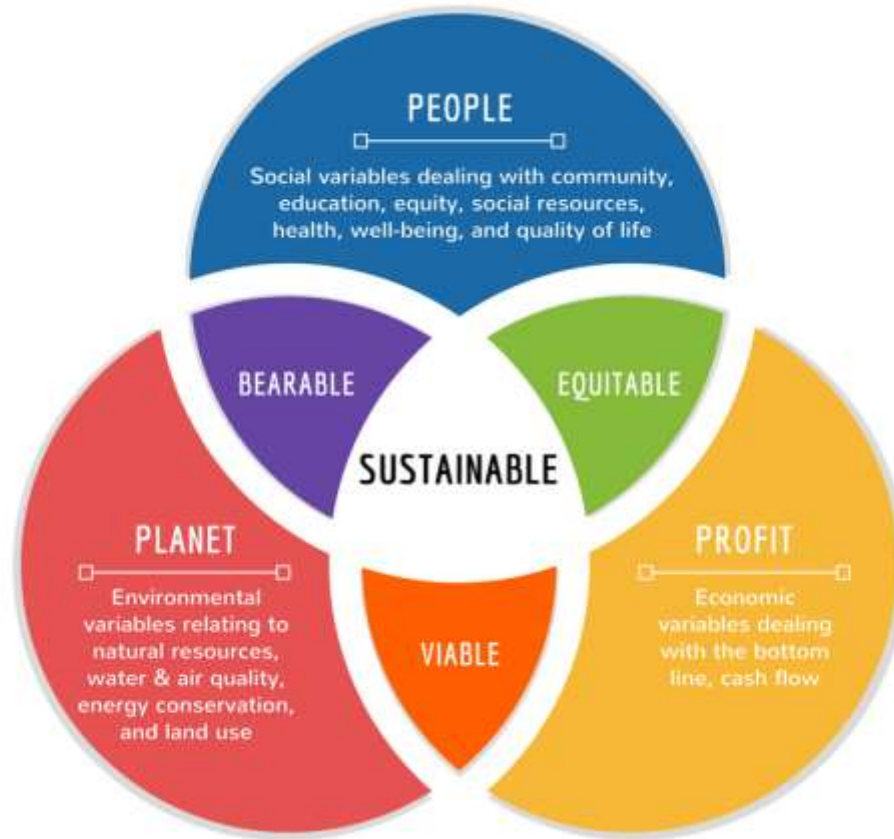 PEOPLE
Social variables dealing with community,
education, equity, social resources,
health, well-being, and quality of life
BEARABLE
EQUITABLE
SUSTAINABLE
PLANET
Environmental
variables relating to
natural resources,
water & air quality,
energy conservation,
and land use
PROFIT
Economic
variables dealing
with the bottom
line, cash flow
VIABLE